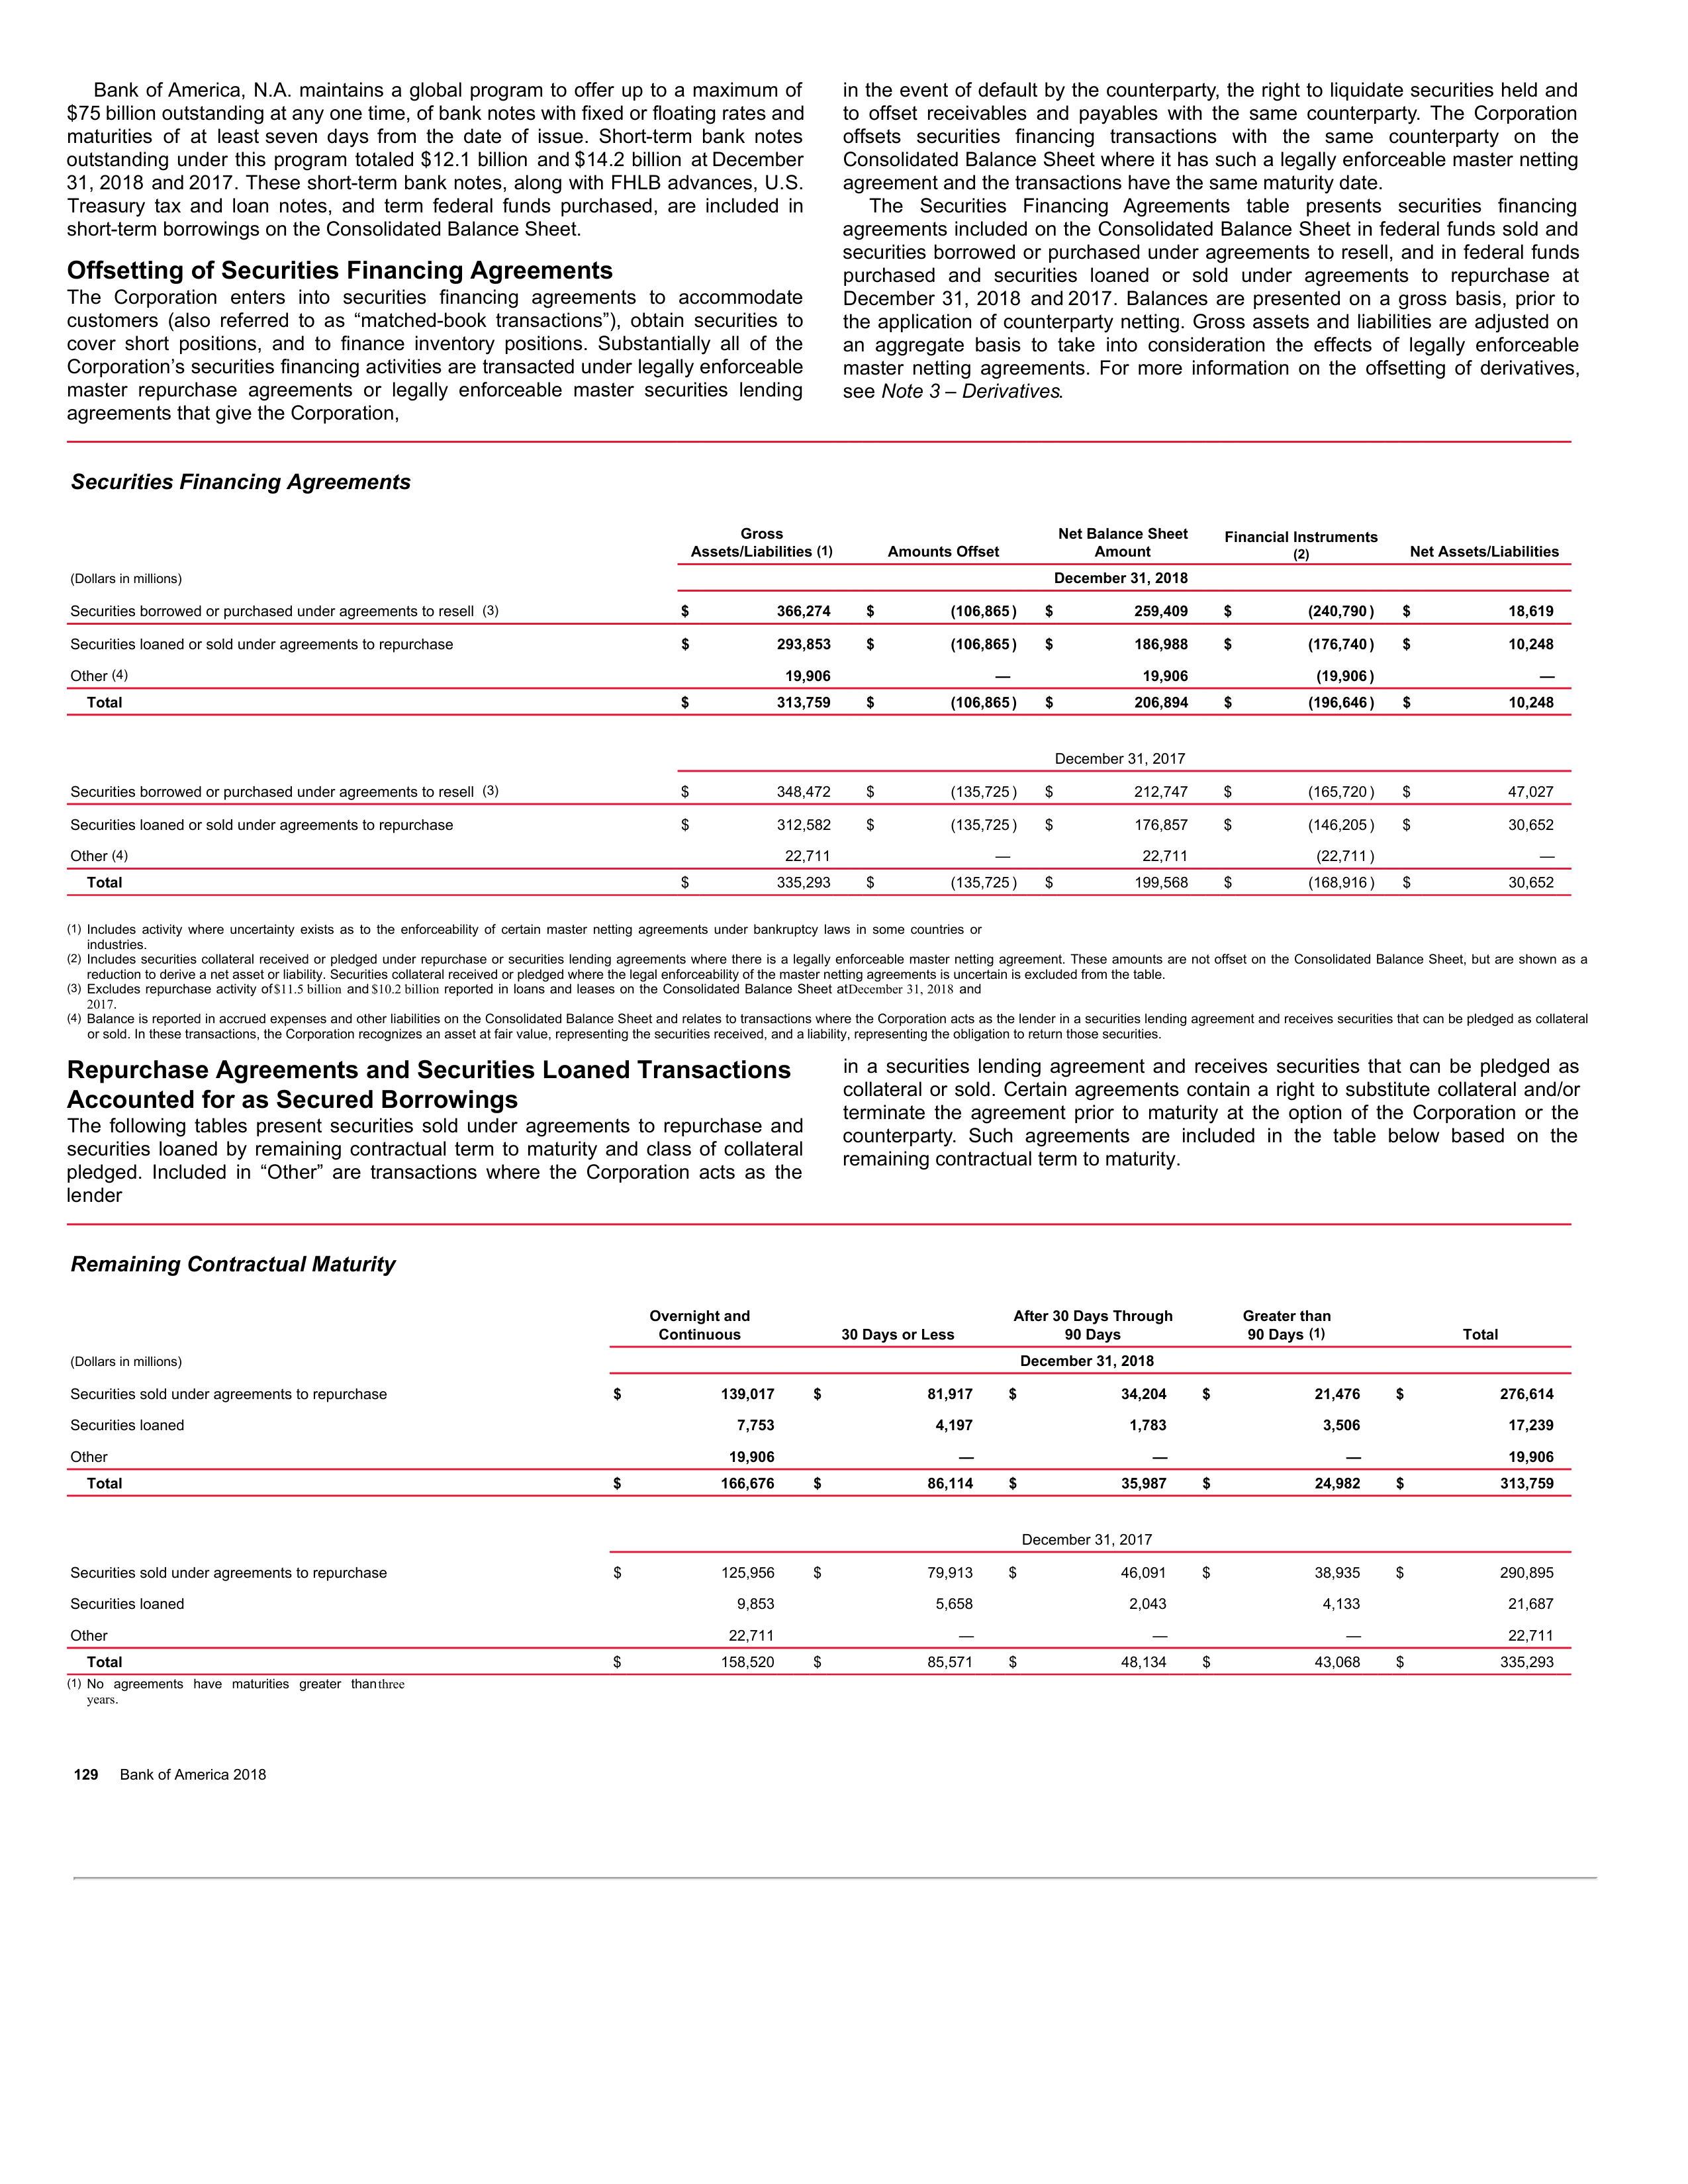 Bank of America, N.A. maintains a global program to offer up to a maximum of
$75 billion outstanding at any one time, of bank notes with fixed or floating rates and
maturities of at least seven days from the date of issue. Short-term bank notes
outstanding under this program totaled $12.1 billion and $14.2 billion at December
31, 2018 and 2017. These short-term bank notes, along with FHLB advances, U.S.
Treasury tax and loan notes, and term federal funds purchased, are included in
short-term borrowings on the Consolidated Balance Sheet.
Offsetting of Securities Financing Agreements
The Corporation enters into securities financing agreements to accommodate
customers (also referred to as “matched-book transactions”), obtain securities to
cover short positions, and to finance inventory positions. Substantially all of the
Corporation’s securities financing activities are transacted under legally enforceable
master repurchase agreements or legally enforceable master securities lending
agreements that give the Corporation,
in the event of default by the counterparty, the right to liquidate securities held and
to offset receivables and payables with the same counterparty. The Corporation
offsets securities financing transactions with the same counterparty on the
Consolidated Balance Sheet where it has such a legally enforceable master netting
agreement and the transactions have the same maturity date.
The Securities Financing Agreements table presents securities financing
agreements included on the Consolidated Balance Sheet in federal funds sold and
securities borrowed or purchased under agreements to resell, and in federal funds
purchased and securities loaned or sold under agreements to repurchase at
December 31, 2018 and 2017. Balances are presented on a gross basis, prior to
the application of counterparty netting. Gross assets and liabilities are adjusted on
an aggregate basis to take into consideration the effects of legally enforceable
master netting agreements. For more information on the offsetting of derivatives,
see Note 3 – Derivatives.
Securities Financing Agreements
Gross Assets/Liabilities (1) Amounts Offset Net Balance Sheet Amount Financial Instruments (2) Net Assets/Liabilities
(Dollars in millions) December 31, 2018
Securities borrowed or purchased under agreements to resell (3) $ 366,274 $ (106,865) $ 259,409 $ (240,790) $ 18,619
Securities loaned or sold under agreements to repurchase $ 293,853 $ (106,865) $ 186,988 $ (176,740) $ 10,248
Other (4) 19,906 — 19,906 (19,906) —
Total $ 313,759 $ (106,865) $ 206,894 $ (196,646) $ 10,248
December 31, 2017
Securities borrowed or purchased under agreements to resell (3) $ 348,472 $ (135,725) $ 212,747 $ (165,720) $ 47,027
Securities loaned or sold under agreements to repurchase $ 312,582 $ (135,725) $ 176,857 $ (146,205) $ 30,652
Other (4) 22,711 — 22,711 (22,711) —
Total $ 335,293 $ (135,725) $ 199,568 $ (168,916) $ 30,652
(1) Includes activity where uncertainty exists as to the enforceability of certain master netting agreements under bankruptcy laws in some countries or
industries.
(2) Includes securities collateral received or pledged under repurchase or securities lending agreements where there is a legally enforceable master netting agreement. These amounts are not offset on the Consolidated Balance Sheet, but are shown as a
reduction to derive a net asset or liability. Securities collateral received or pledged where the legal enforceability of the master netting agreements is uncertain is excluded from the table.
(3) Excludes repurchase activity of $11.5 billion and $10.2 billion reported in loans and leases on the Consolidated Balance Sheet at December 31, 2018 and
2017.
(4) Balance is reported in accrued expenses and other liabilities on the Consolidated Balance Sheet and relates to transactions where the Corporation acts as the lender in a securities lending agreement and receives securities that can be pledged as collateral
or sold. In these transactions, the Corporation recognizes an asset at fair value, representing the securities received, and a liability, representing the obligation to return those securities.
Repurchase Agreements and Securities Loaned Transactions
Accounted for as Secured Borrowings
The following tables present securities sold under agreements to repurchase and
securities loaned by remaining contractual term to maturity and class of collateral
pledged. Included in “Other” are transactions where the Corporation acts as the
lender
in a securities lending agreement and receives securities that can be pledged as
collateral or sold. Certain agreements contain a right to substitute collateral and/or
terminate the agreement prior to maturity at the option of the Corporation or the
counterparty. Such agreements are included in the table below based on the
remaining contractual term to maturity.
Remaining Contractual Maturity
Overnight and Continuous 30 Days or Less After 30 Days Through 90 Days Greater than 90 Days (1) Total
(Dollars in millions) December 31, 2018
Securities sold under agreements to repurchase $ 139,017 $ 81,917 $ 34,204 $ 21,476 $ 276,614
Securities loaned 7,753 4,197 1,783 3,506 17,239
Other 19,906 — — — 19,906
Total $ 166,676 $ 86,114 $ 35,987 $ 24,982 $ 313,759
December 31, 2017
Securities sold under agreements to repurchase $ 125,956 $ 79,913 $ 46,091 $ 38,935 $ 290,895
Securities loaned 9,853 5,658 2,043 4,133 21,687
Other 22,711 — — — 22,711
Total $ 158,520 $ 85,571 $ 48,134 $ 43,068 $ 335,293
(1) No agreements have maturities greater than three
years.
129 Bank of America 2018